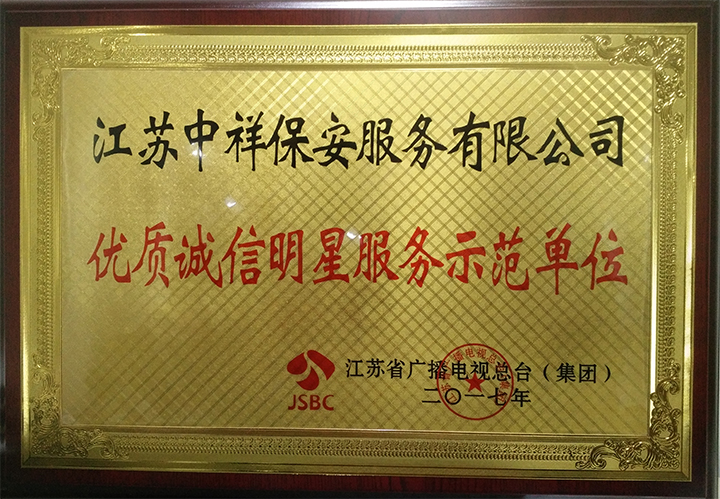 江苏中祥保安服务有限公司
优质诚信明星服务示范单位
JSBC
江苏省广播电视总台（集团）
二〇一七年